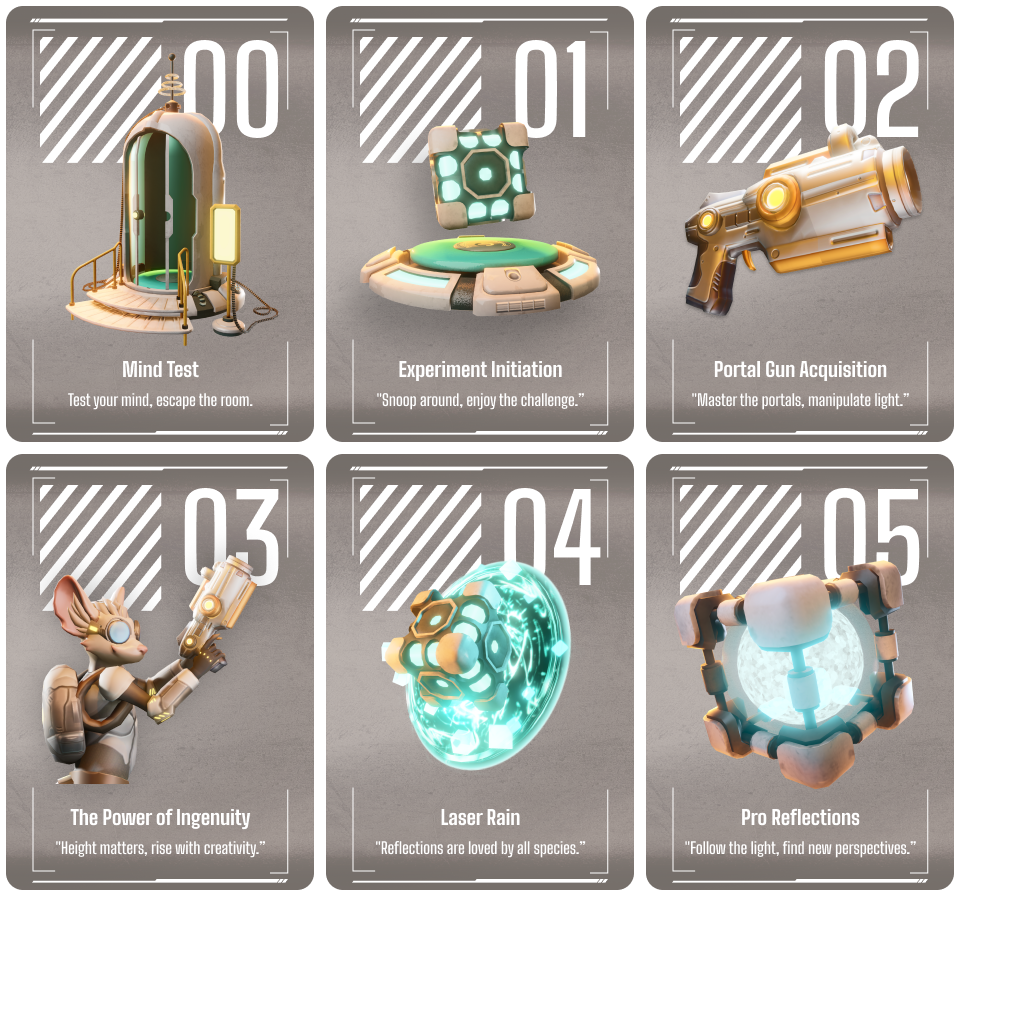 00
Mind Test
Test your mind, escape the room.
01
Experiment Initiation
"Snoop around, enjoy the challenge.”
02
Portal Gun Acquisition
"Master the portals, manipulate light.”
03
The Power of Ingenuity
"Height matters, rise with creativity.”
04
Laser Rain
"Reflections are loved by all species.”
05
Pro Reflections
"Follow the light, find new perspectives.”